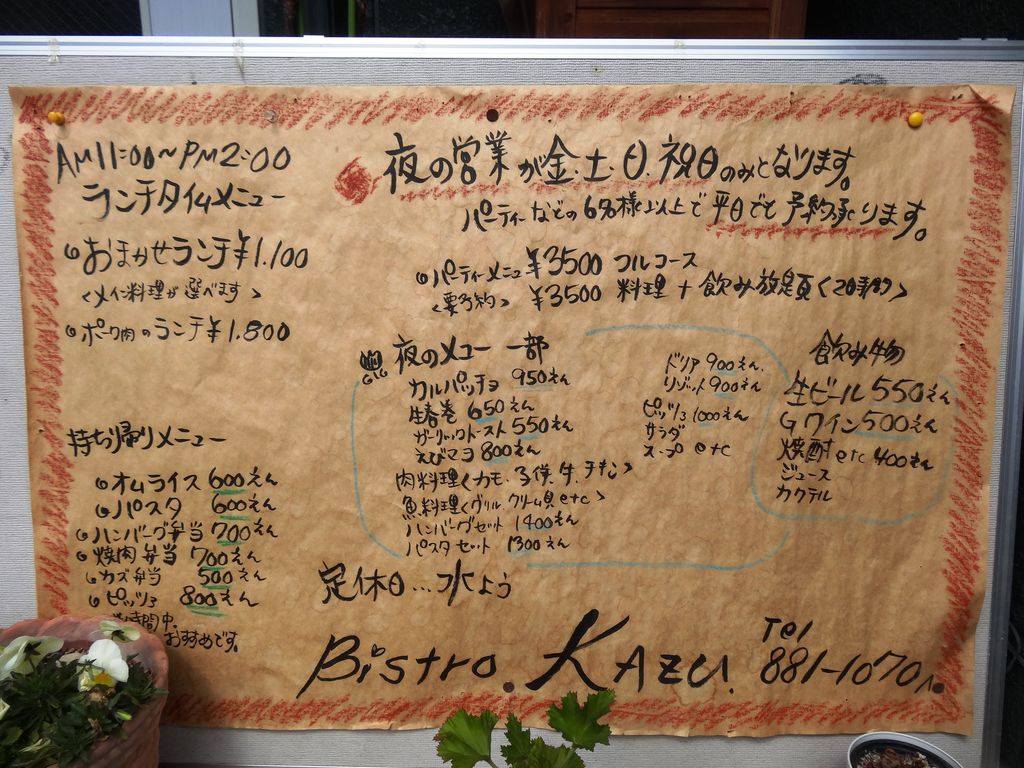 AM11:00〜PM2:00
ランチタイムメニュー
おまかせランチ¥1.100
<メイン料理が選べます>
ポーク肉のランチ¥1.800
持ち帰りメニュー
オムライス 600えん
パスタ 600えん
ハンバーグ弁当 700えん
焼肉弁当 700えん
カズ弁当 500えん
ピッツァ 800えん
時間中.
おすすめです。
夜の営業が金.土.日.祝日のみとなります。
パーティーなどの6名様以上で平日でも予約承ります。
パーティーメニュ ¥3500 フルコース
<要予約> ¥3500 料理+飲み放題<2時間>
夜のメュー 一部
カルパッチョ 950えん
生春巻 650えん
ガーリックトースト 550えん
えびマヨ 800えん
肉料理<カモ.子供.牛.チキン>
魚料理<グリル.クリーム煮etc>
ハンバーグセット 1400えん
パスタセット 1300えん
ドリア 900えん.
リゾット 900えん
ピッツァ 1000えん
サラダ
スープ etc
飲み物
生ビール 550えん
Gワイン 500えん
焼酎 etc 400えん
ジュース
カクテル
定休日...水よう
Bistro. KAZU.
Tel
881-1070